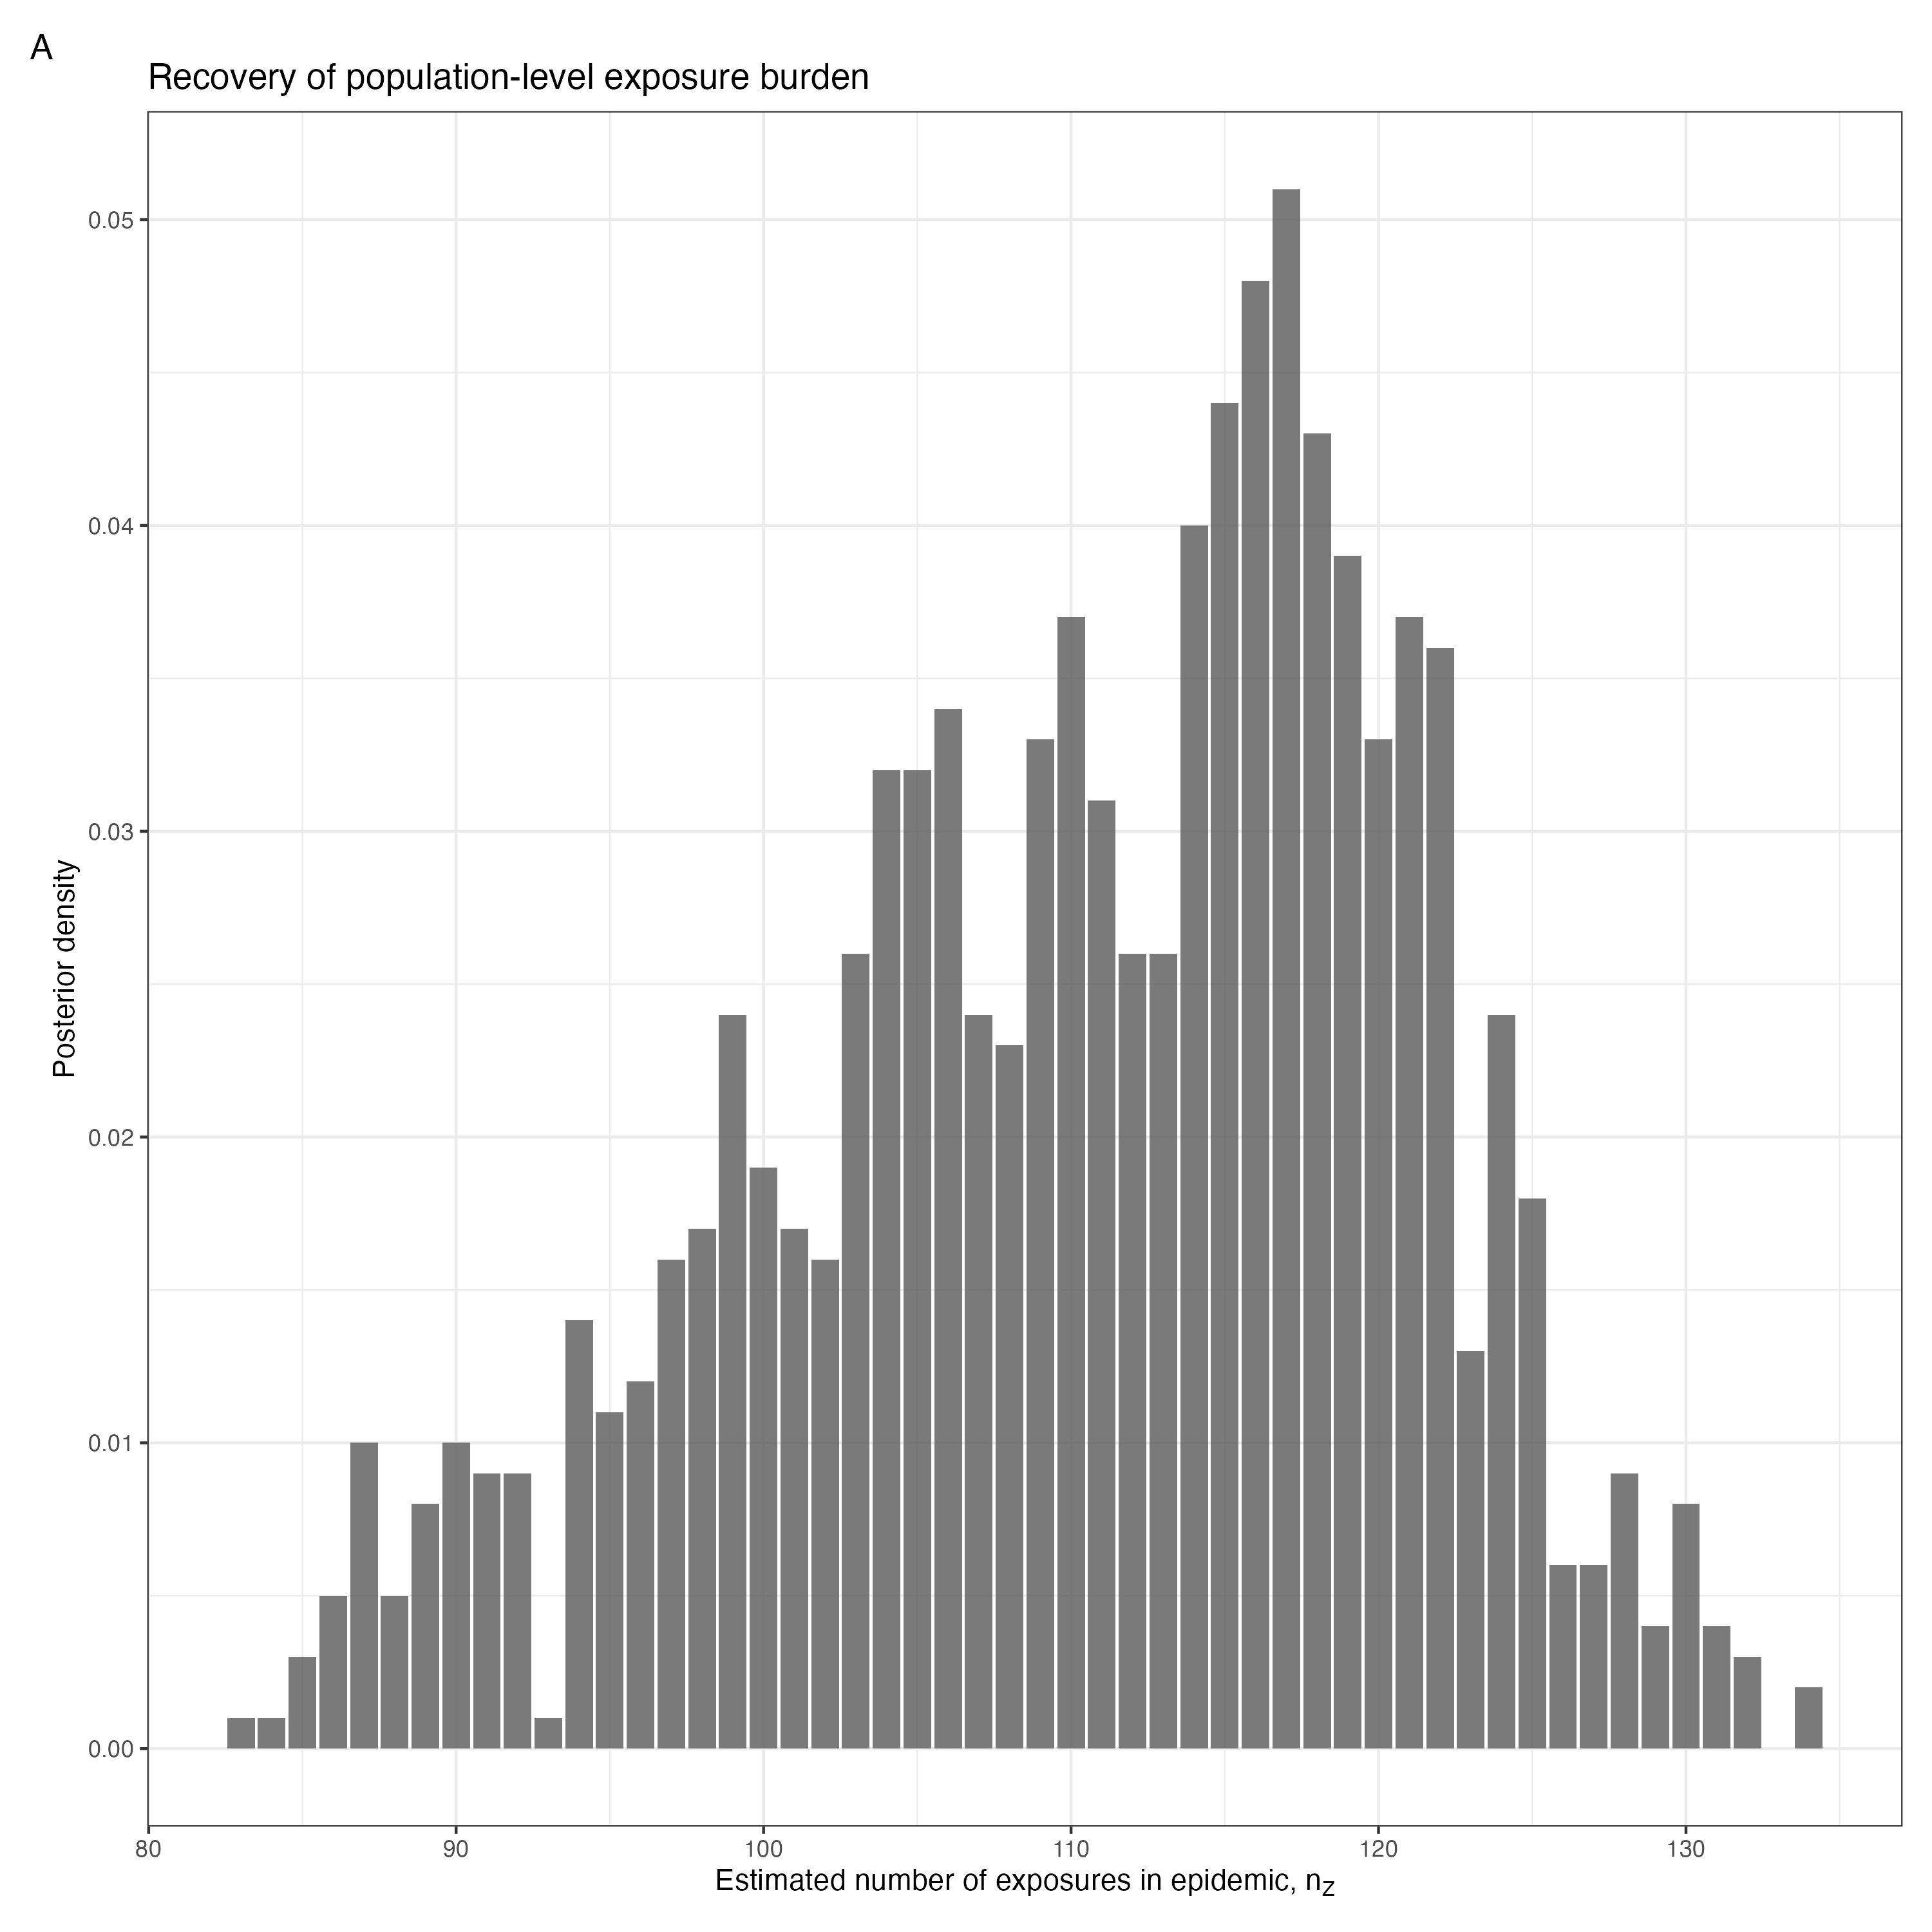 A
Recovery of population-level exposure burden
Posterior density
0.05
0.04
0.03
0.02
0.01
0.00
80 90 100 110 120 130
Estimated number of exposures in epidemic, nZ